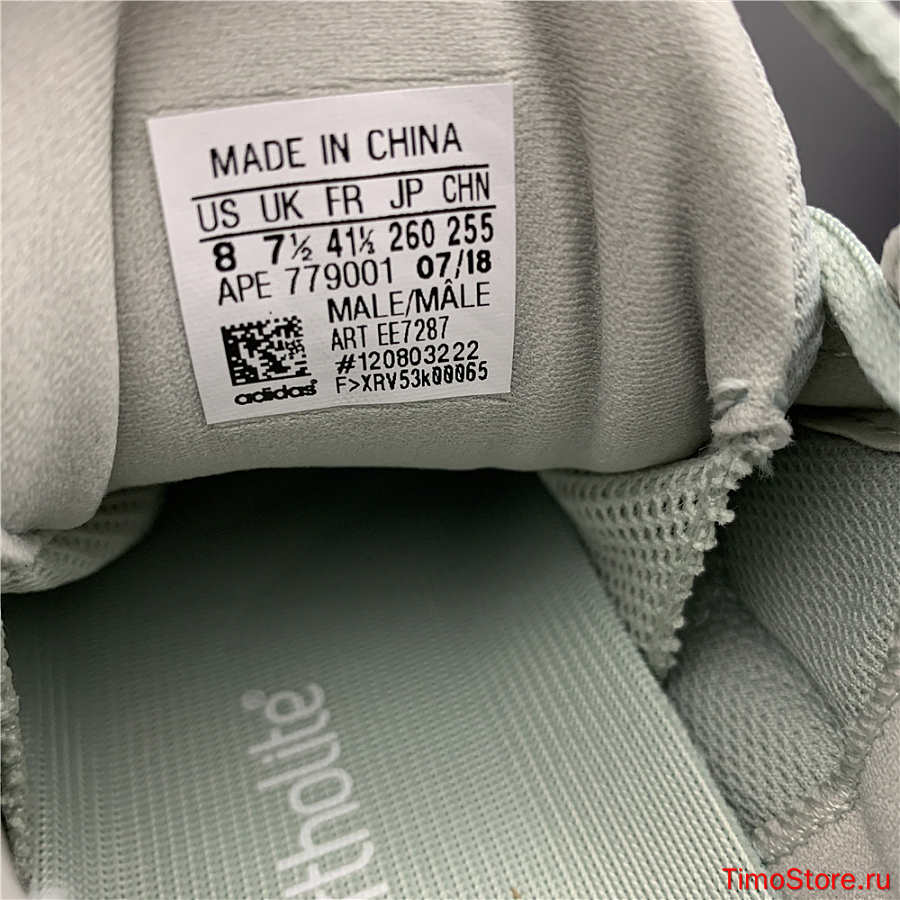 MADE IN CHINA
US UK FR JP CHN
8 7½ 41⅓ 260 255
APE 779001 07/18
MALE/MÂLE
ART EE7287
#120803222
F>XRV53k00065
adidas®
TimoStore.ru